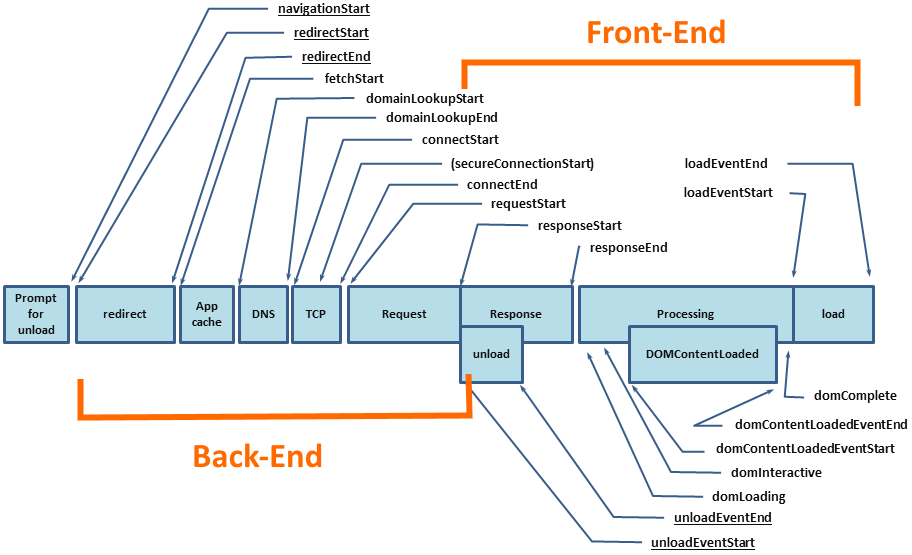 navigationStart
redirectStart
redirectEnd
fetchStart
domainLookupStart
domainLookupEnd
connectStart
(secureConnectionStart)
connectEnd
requestStart
responseStart
responseEnd
Front-End
loadEventEnd
loadEventStart
Prompt
for
unload
redirect
App
cache
DNS
TCP
Request
Response
unload
Processing
DOMContentLoaded
load
Back-End
domComplete
domContentLoadedEventEnd
domContentLoadedEventStart
domInteractive
domLoading
unloadEventEnd
unloadEventStart